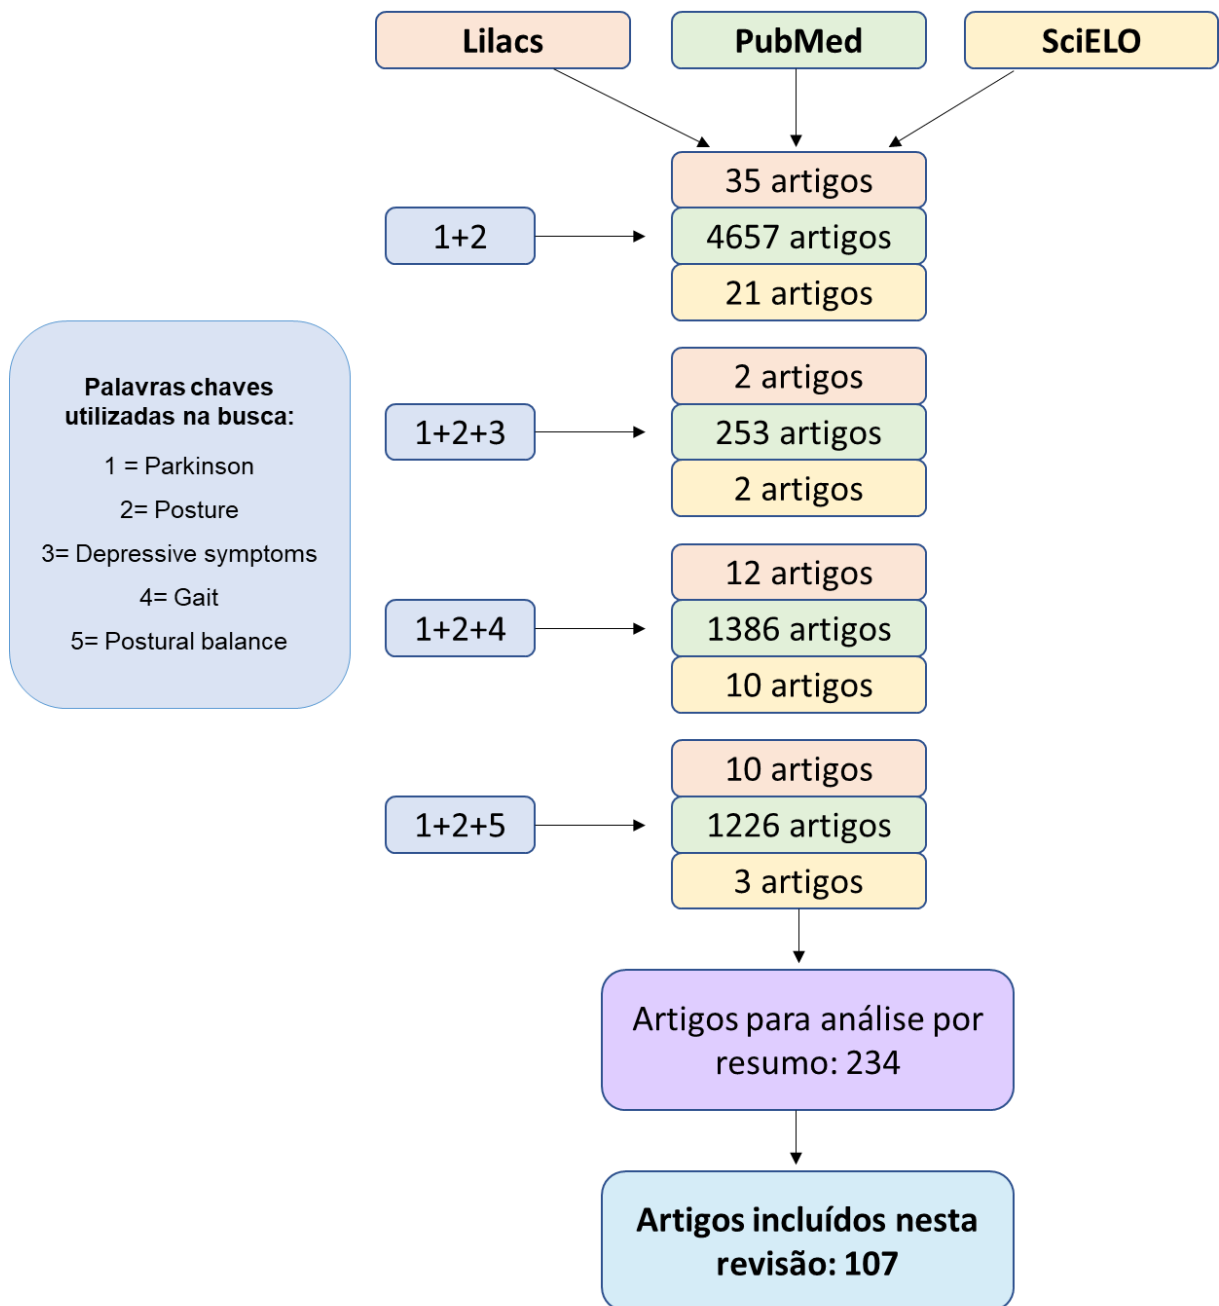 Lilacs
PubMed
SciELO
35 artigos
1+2
4657 artigos
21 artigos
Palavras chaves
utilizadas na busca:
1 = Parkinson
2= Posture
3= Depressive symptoms
4= Gait
5= Postural balance
2 artigos
1+2+3
253 artigos
2 artigos
12 artigos
1+2+4
1386 artigos
10 artigos
10 artigos
1+2+5
1226 artigos
3 artigos
Artigos para análise por
resumo: 234
Artigos incluídos nesta
revisão: 107